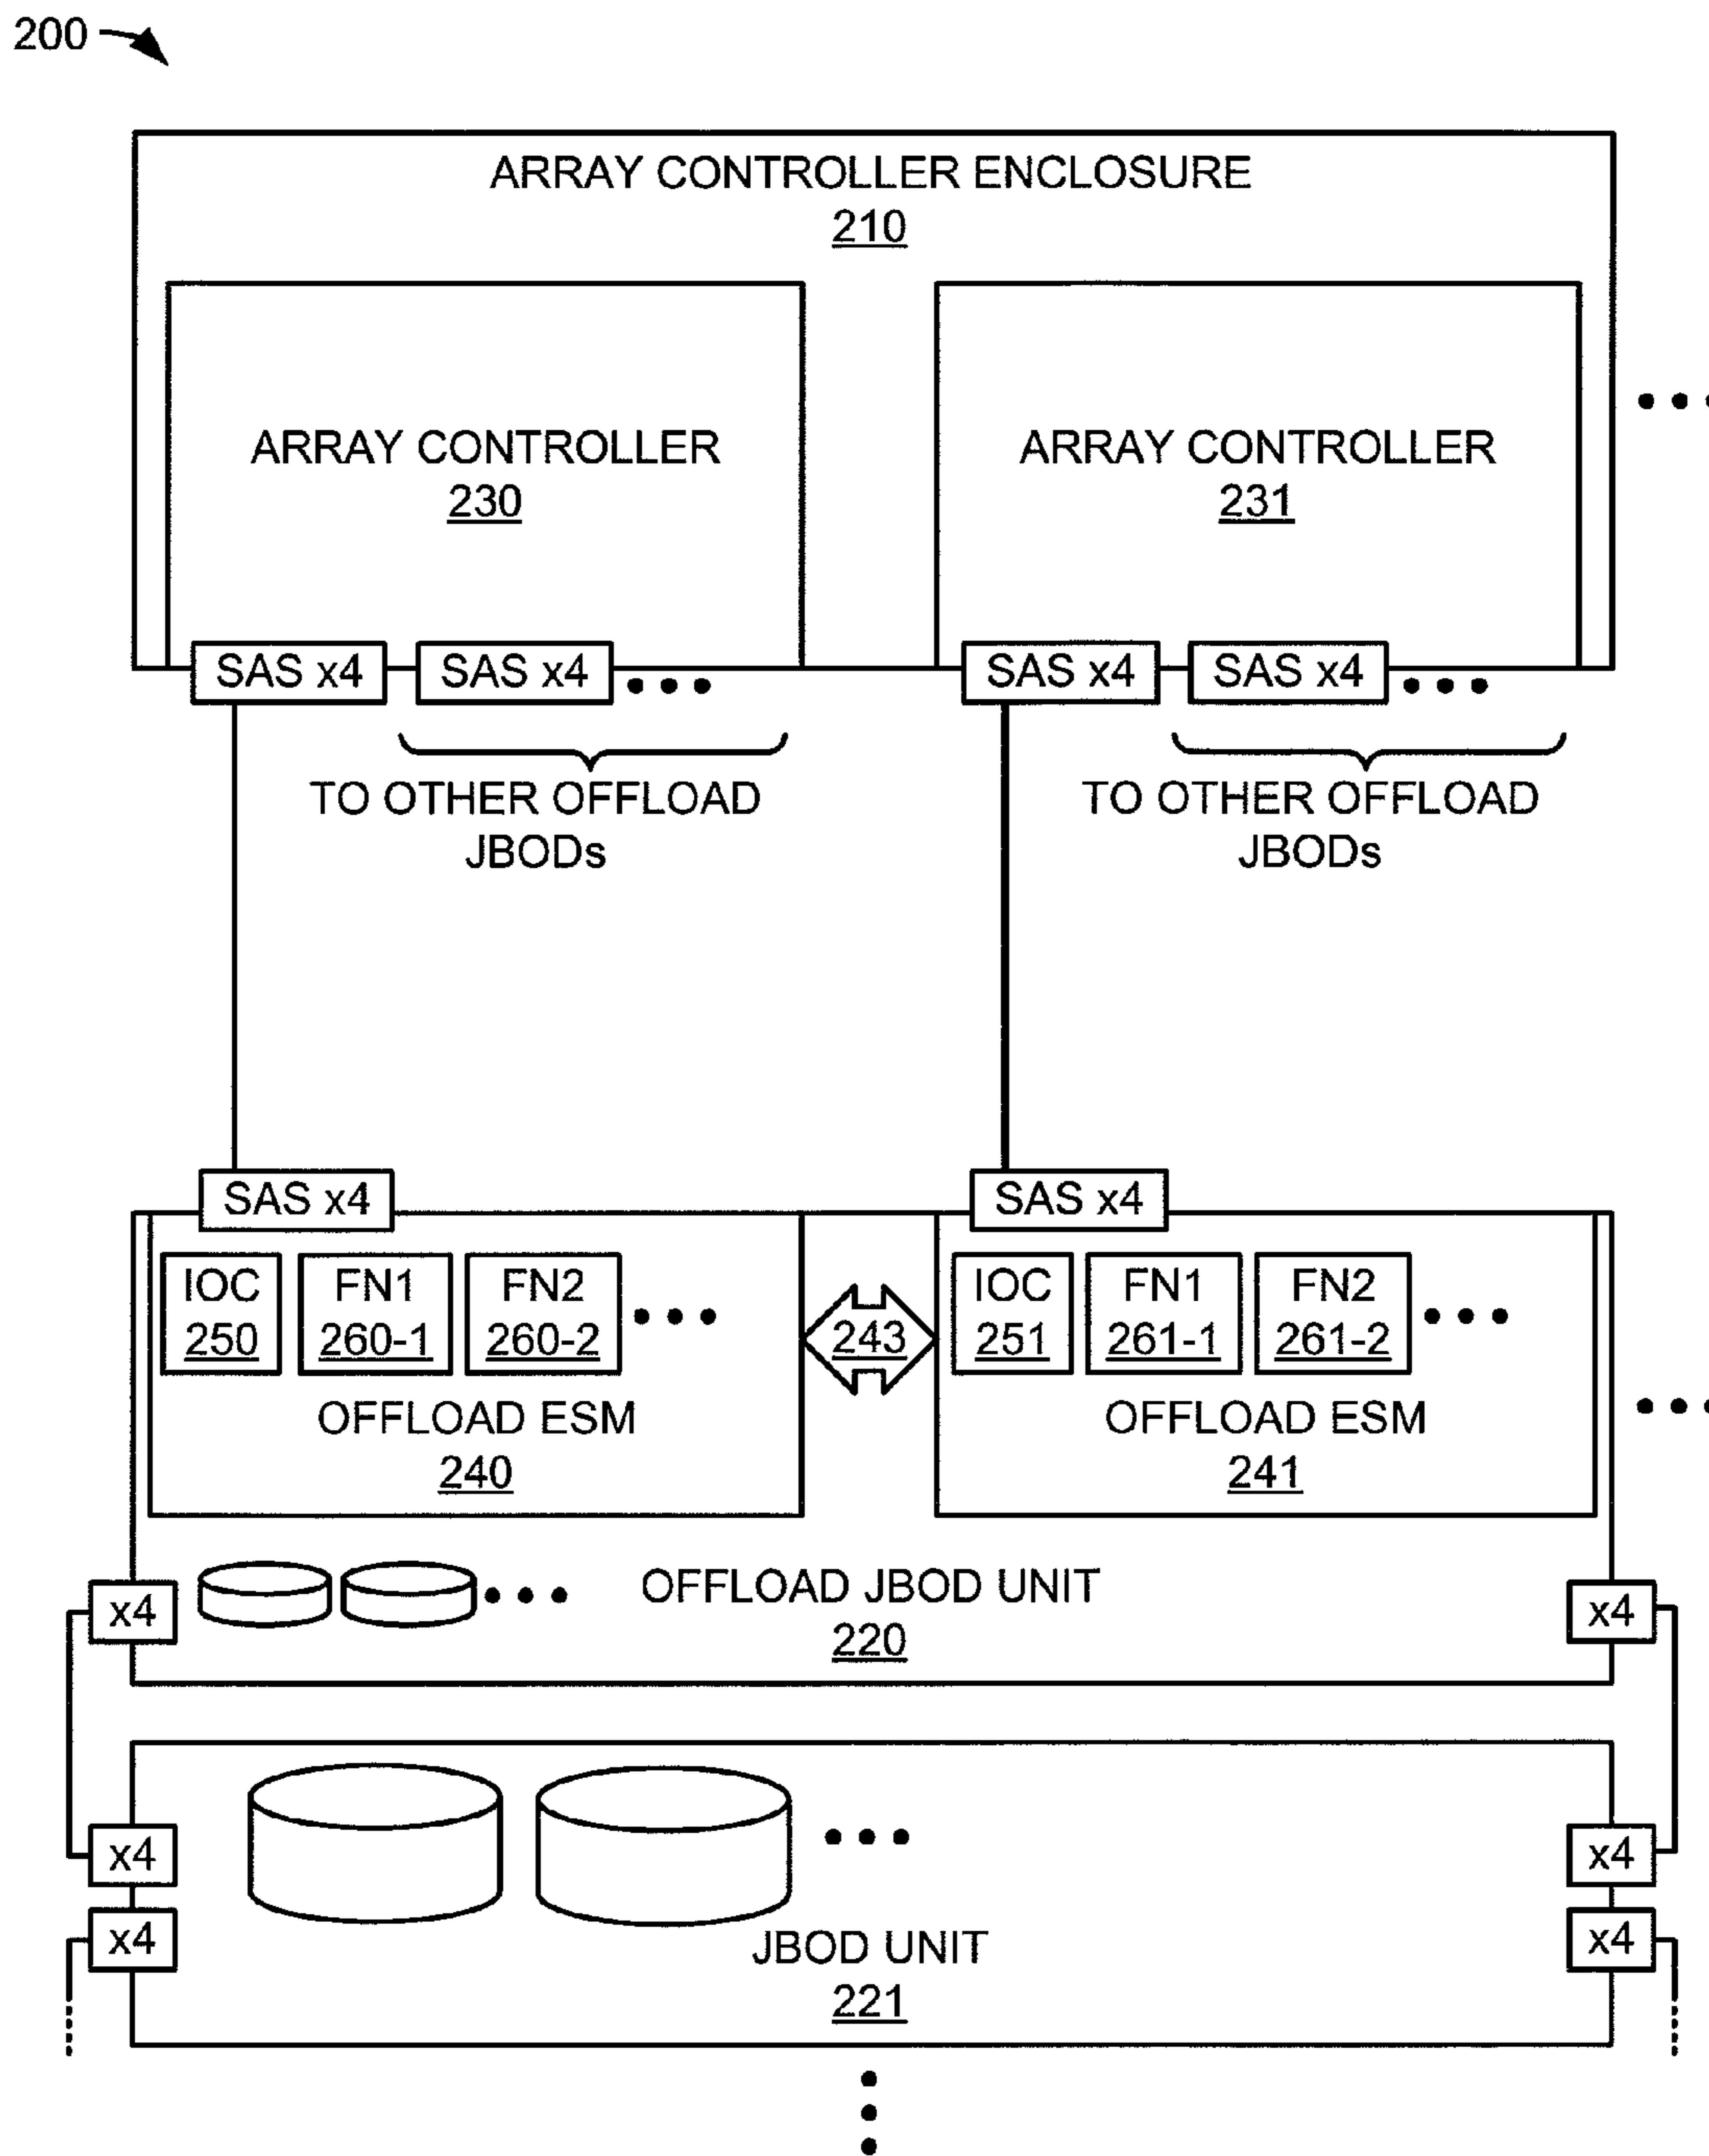 200
ARRAY CONTROLLER ENCLOSURE
210
ARRAY CONTROLLER
230
ARRAY CONTROLLER
231
SAS x4
SAS x4
SAS x4
SAS x4
TO OTHER OFFLOAD
JBODs
TO OTHER OFFLOAD
JBODs
SAS x4
SAS x4
IOC
250
FN1
260-1
FN2
260-2
OFFLOAD ESM
240
243
IOC
251
FN1
261-1
FN2
261-2
OFFLOAD ESM
241
x4
OFFLOAD JBOD UNIT
220
x4
x4
x4
x4
x4
JBOD UNIT
221